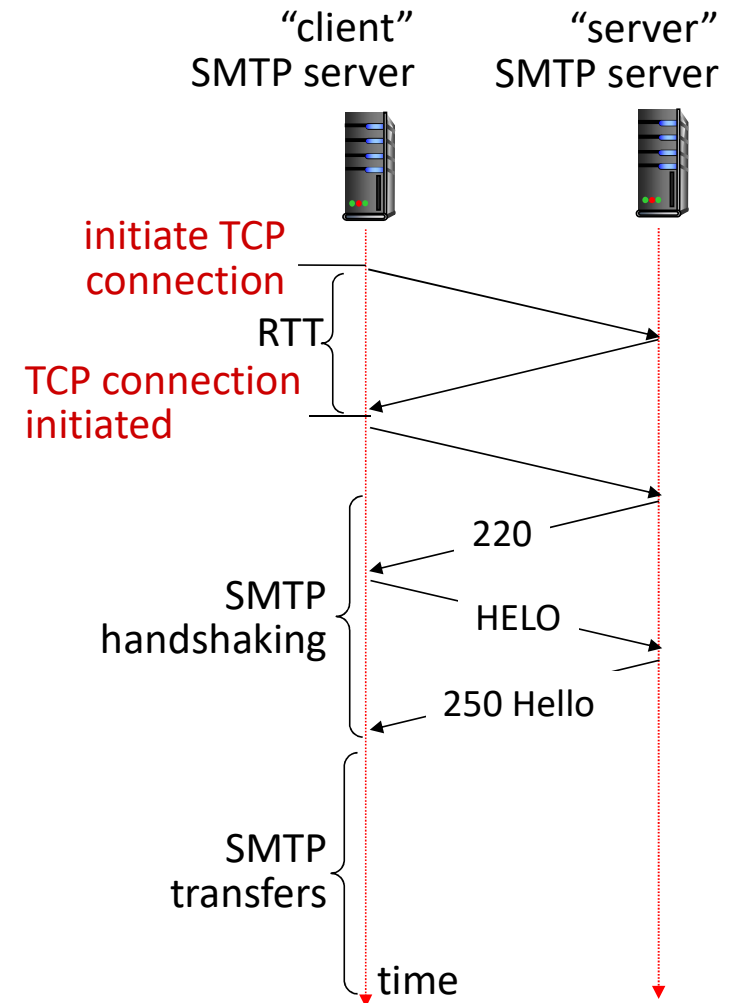 “client”
SMTP server
“server”
SMTP server
initiate TCP
connection
RTT
TCP connection
initiated
220
SMTP
handshaking
HELO
250 Hello
SMTP
transfers
time